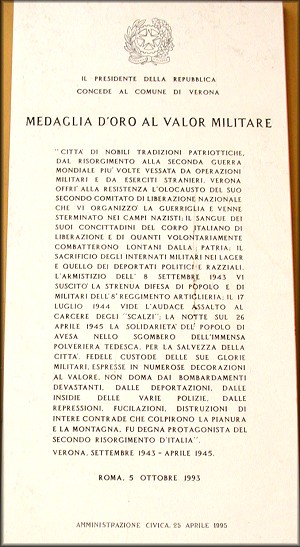 IL PRESIDENTE DELLA REPUBBLICA
CONCEDE AL COMUNE DI VERONA
MEDAGLIA D'ORO AL VALOR MILITARE
"CITTA' DI NOBILI TRADIZIONI PATRIOTTICHE,
DAL RISORGIMENTO ALLA SECONDA GUERRA
MONDIALE PIU' VOLTE VESSATA DA OPERAZIONI
MILITARI E DA ESERCITI STRANIERI, VERONA
OFFRI' ALLA RESISTENZA L'OLOCAUSTO DEL SUO
SECONDO COMITATO DI LIBERAZIONE NAZIONALE
CHE VI ORGANIZZO' LA GUERRIGLIA E VENNE
STERMINATO NEI CAMPI NAZISTI; IL SANGUE DEI
SUOI CONCITTADINI DEL CORPO ITALIANO DI
LIBERAZIONE E DI QUANTI VOLONTARIAMENTE
COMBATTERONO LONTANI DALLA PATRIA; IL
SACRIFICIO DEGLI INTERNATI MILITARI NEI LAGER
E QUELLO DEI DEPORTATI POLITICI E RAZZIALI.
L'ARMISTIZIO DELL' 8 SETTEMBRE 1943 VI
SUSCITO' LA STRENUA DIFESA DI POPOLO E
DI MILITARI DELL'8° REGGIMENTO ARTIGLIERIA; IL 17
LUGLIO 1944 VIDE L'AUDACE ASSALTO AL
CARCERE DEGLI "SCALZI"; LA NOTTE SUL 26
APRILE 1945 LA SOLIDARIETA' DEL POPOLO DI
AVESA NELLO SGOMBERO DELL'IMMENSA
POLVERIERA TEDESCA, PER LA SALVEZZA DELLA
CITTA'. FEDELE CUSTODE DELLE SUE GLORIE
MILITARI, ESPRESSE IN NUMEROSE DECORAZIONI
AL VALORE, NON DOMA DAI BOMBARDAMENTI
DEVASTANTI, DALLE DEPORTAZIONI, DALLE
INSIDIE DELLE VARIE POLIZIE, DALLE
REPRESSIONI, FUCILAZIONI, DISTRUZIONI DI
INTERE CONTRADE CHE COLPIRONO LA PIANURA
E LA MONTAGNA, FU DEGNA PROTAGONISTA DEL
SECONDO RISORGIMENTO D'ITALIA".
VERONA, SETTEMBRE 1943 - APRILE 1945.
ROMA, 5 OTTOBRE 1993
AMMINISTRAZIONE CIVICA, 25 APRILE 1995